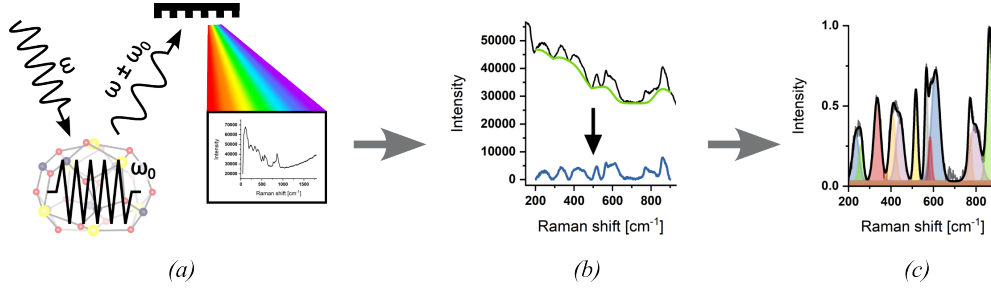 ω
ω ± ω₀
ω₀
Intensity
70000
60000
50000
40000
30000
0
500
1000
1500
Raman shift [cm⁻¹]
(a)
Intensity
50000
40000
30000
20000
10000
0
200
400
600
800
Raman shift [cm⁻¹]
(b)
Intensity
1.0
0.5
0.0
200
400
600
800
Raman shift [cm⁻¹]
(c)